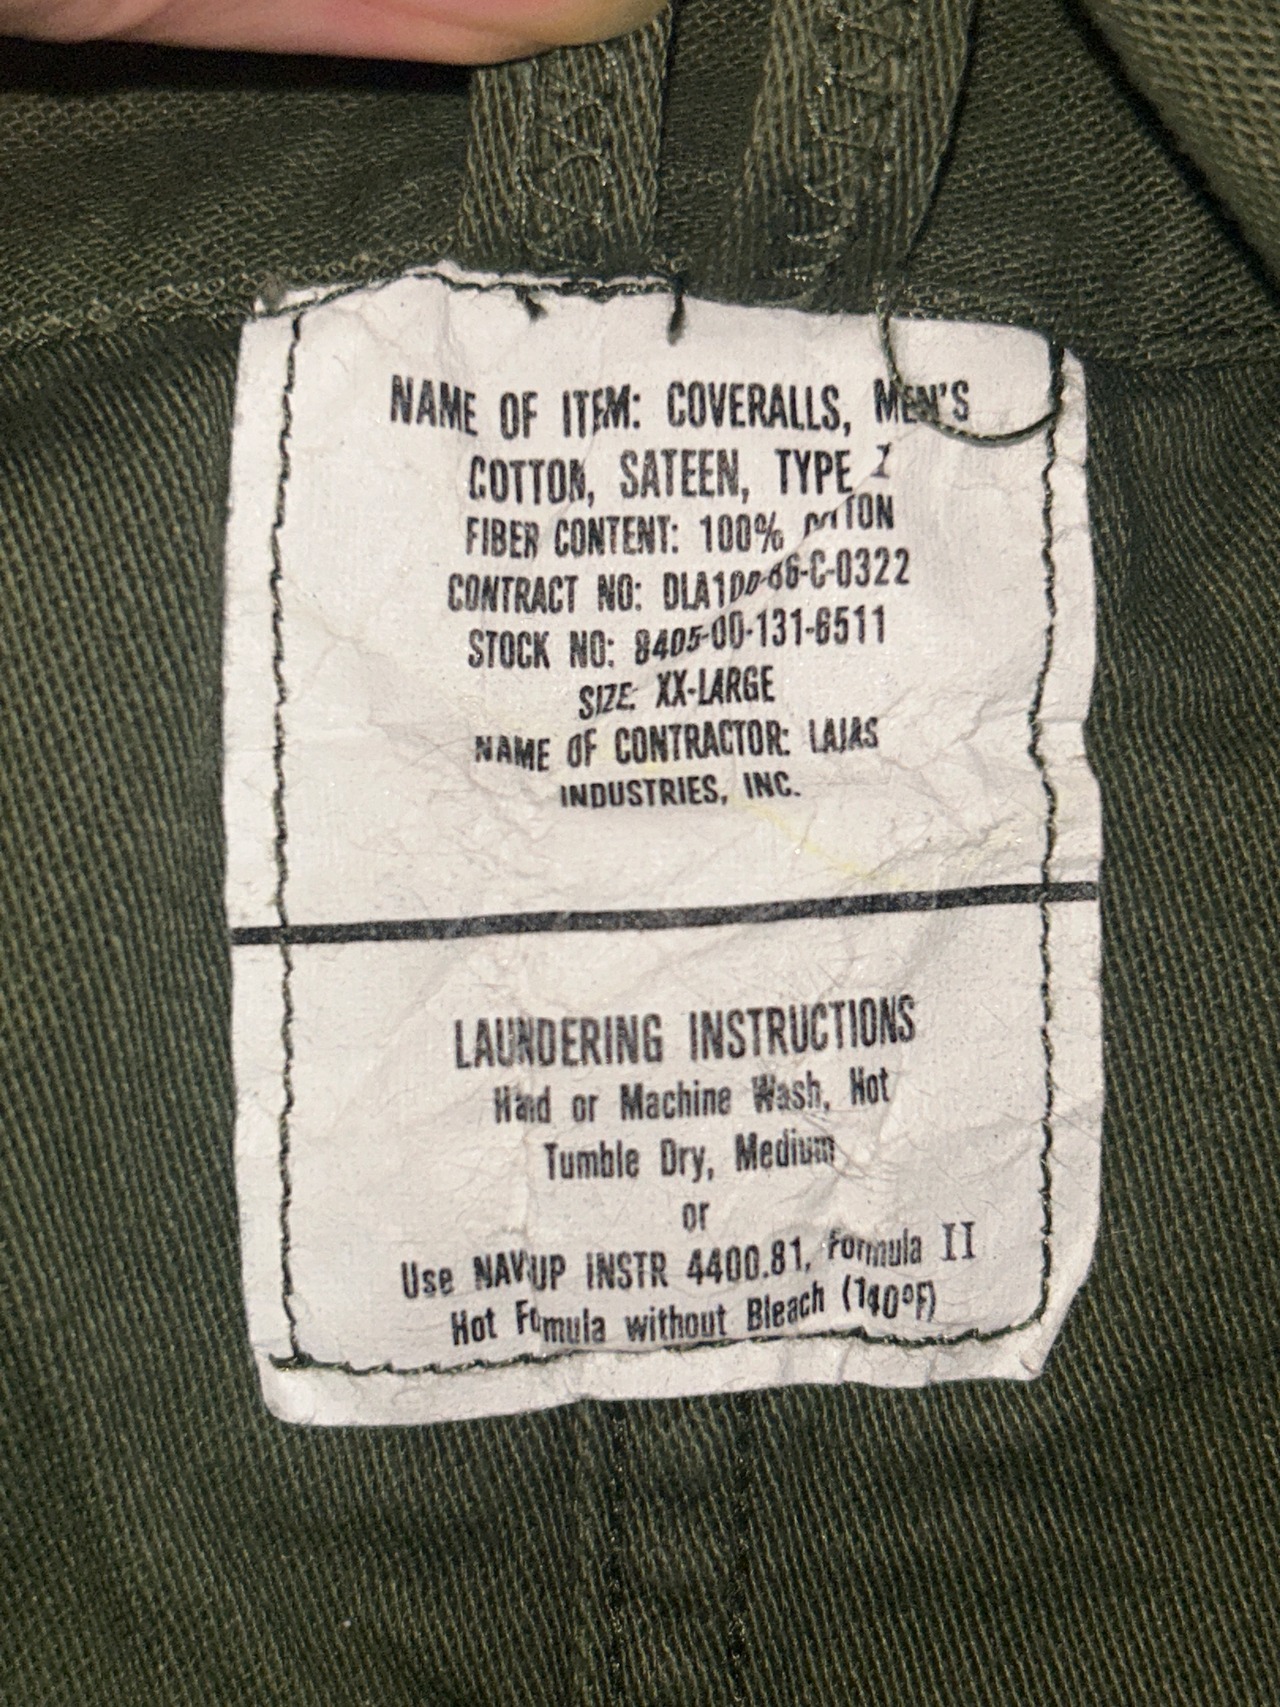 NAME OF ITEM: COVERALLS, MEN'S
COTTON, SATEEN, TYPE I
FIBER CONTENT: 100% COTTON
CONTRACT NO: DLA100-86-C-0322
STOCK NO: 8405-00-131-6511
SIZE: XX-LARGE
NAME OF CONTRACTOR: LAJAS
INDUSTRIES, INC.
LAUNDERING INSTRUCTIONS
Hand or Machine Wash, Hot
Tumble Dry, Medium
or
Use NAVSUP INSTR 4400.81, Formula II
Hot Formula without Bleach (140°F)